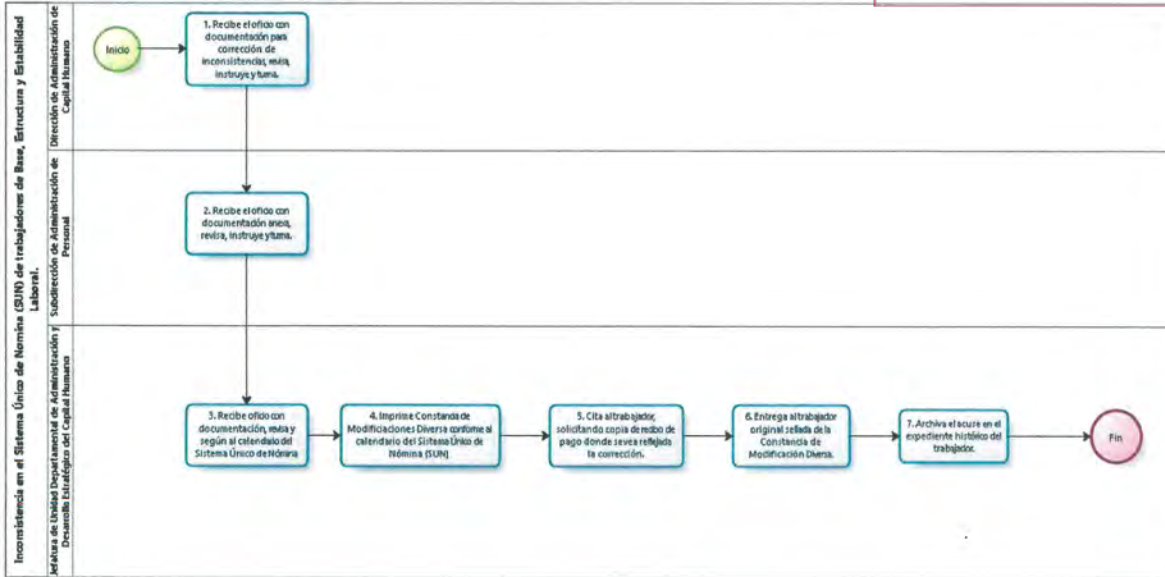 Inconsistencia en el Sistema Único de Nomina (SUN) de trabajadores de Base, Estructura y Estabilidad
Laboral.
Dirección de Administración de
Capital Humano
Inicio
1. Recibe el oficio con
documentación para
corrección de
inconsistencias, revisa,
instruye y turna.
Subdirección de Administración de
Personal
2. Recibe el oficio con
documentación anexa,
revisa, instruye y turna.
Jefatura de Unidad Departamental de Administración y
Desarrollo Estratégico del Capital Humano
3. Recibe oficio con
documentación, revisa y
según al calendario del
Sistema Único de Nómina
4. Imprime Constancia de
Modificiaciones Diversa conforme al
calendario del Sistema Único de
Nómina (SUN)
5. Cita al trabajador,
solicitando copia de recibo de
pago donde se vea reflejada
la corrección.
6. Entrega al trabajador
original sellada de la
Constancia de
Modificación Diversa.
7. Archiva el acuse en el
expediente histórico del
trabajador.
Fin